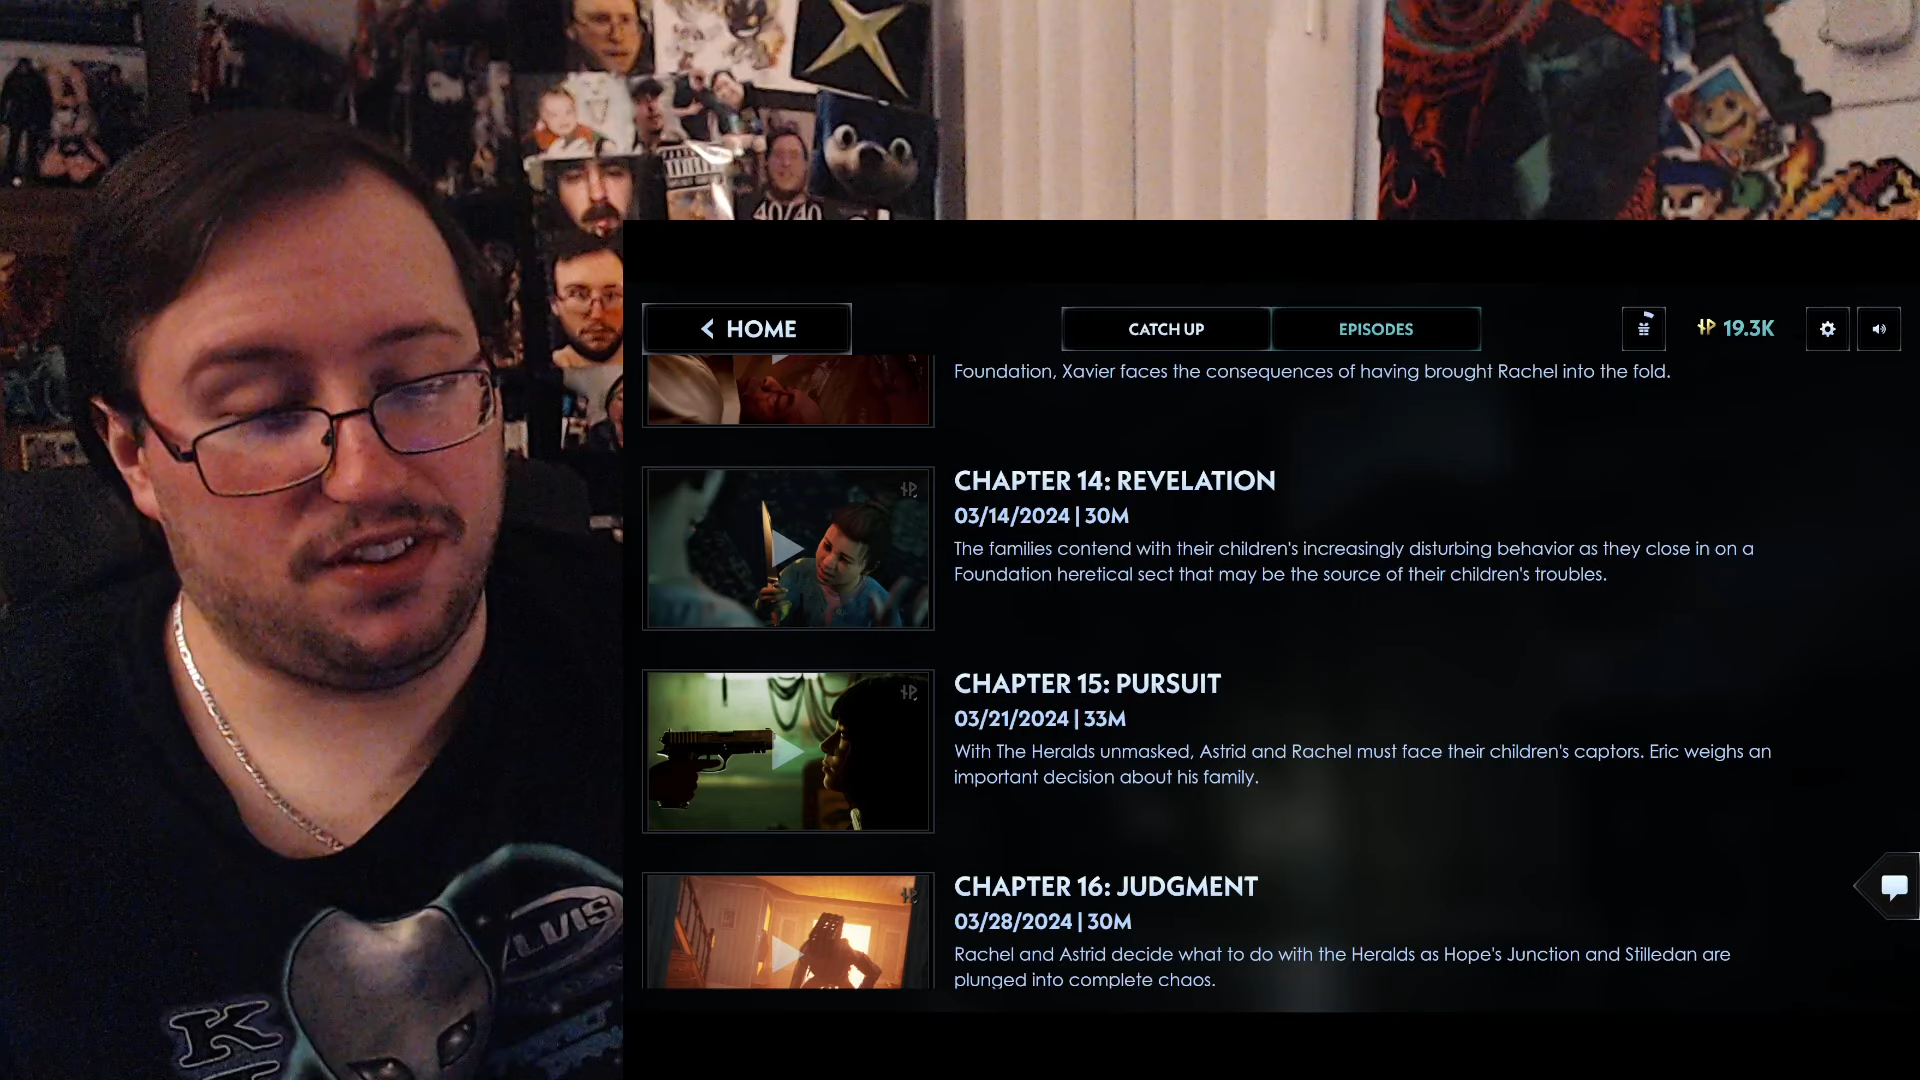 40/40
HOME
CATCH UP
EPISODES
19.3K
Foundation, Xavier faces the consequences of having brought Rachel into the fold.
CHAPTER 14: REVELATION
03/14/2024 | 30M
The families contend with their children's increasingly disturbing behavior as they close in on a
Foundation heretical sect that may be the source of their children's troubles.
CHAPTER 15: PURSUIT
03/21/2024 | 33M
With The Heralds unmasked, Astrid and Rachel must face their children's captors. Eric weighs an
important decision about his family.
CHAPTER 16: JUDGMENT
03/28/2024 | 30M
Rachel and Astrid decide what to do with the Heralds as Hope's Junction and Stilledan are
plunged into complete chaos.
ELVIS
K